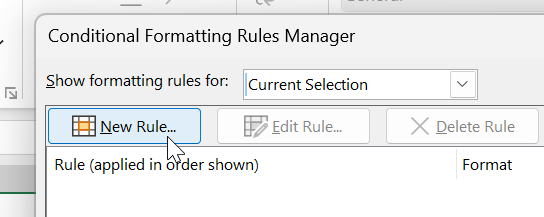 Conditional Formatting Rules Manager
Show formatting rules for: Current Selection
New Rule... Edit Rule... Delete Rule
Rule (applied in order shown) Format